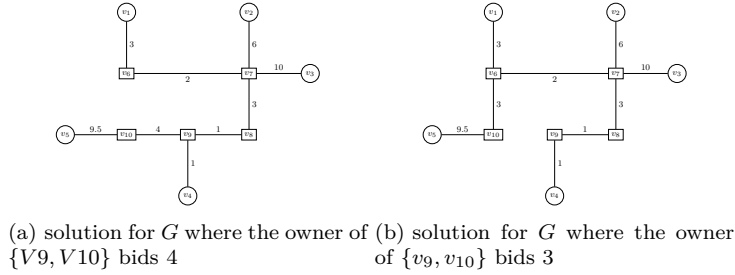 v₁ v₂
3 6
10
v₆ v₇ v₃
2
3
9.5 4 1
v₅ v₁₀ v₉ v₈
1
v₄
v₁ v₂
3 6
10
v₆ v₇ v₃
2
3 3
9.5 1
v₅ v₁₀ v₉ v₈
1
v₄
(a) solution for G where the owner of
{V9, V10} bids 4
(b) solution for G where the owner
of {v₉, v₁₀} bids 3